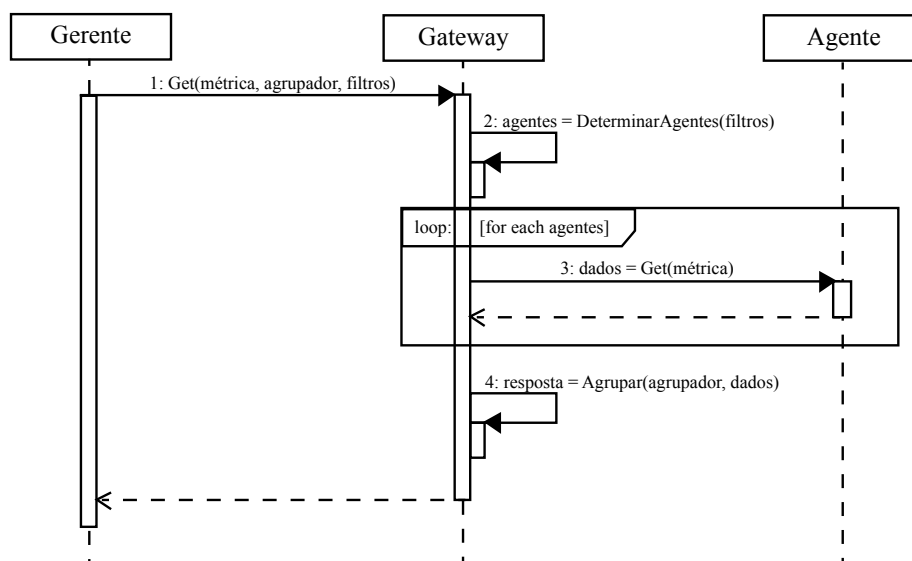 Gerente
Gateway
Agente
1: Get(métrica, agrupador, filtros)
2: agentes = DeterminarAgentes(filtros)
loop: [for each agentes]
3: dados = Get(métrica)
4: resposta = Agrupar(agrupador, dados)